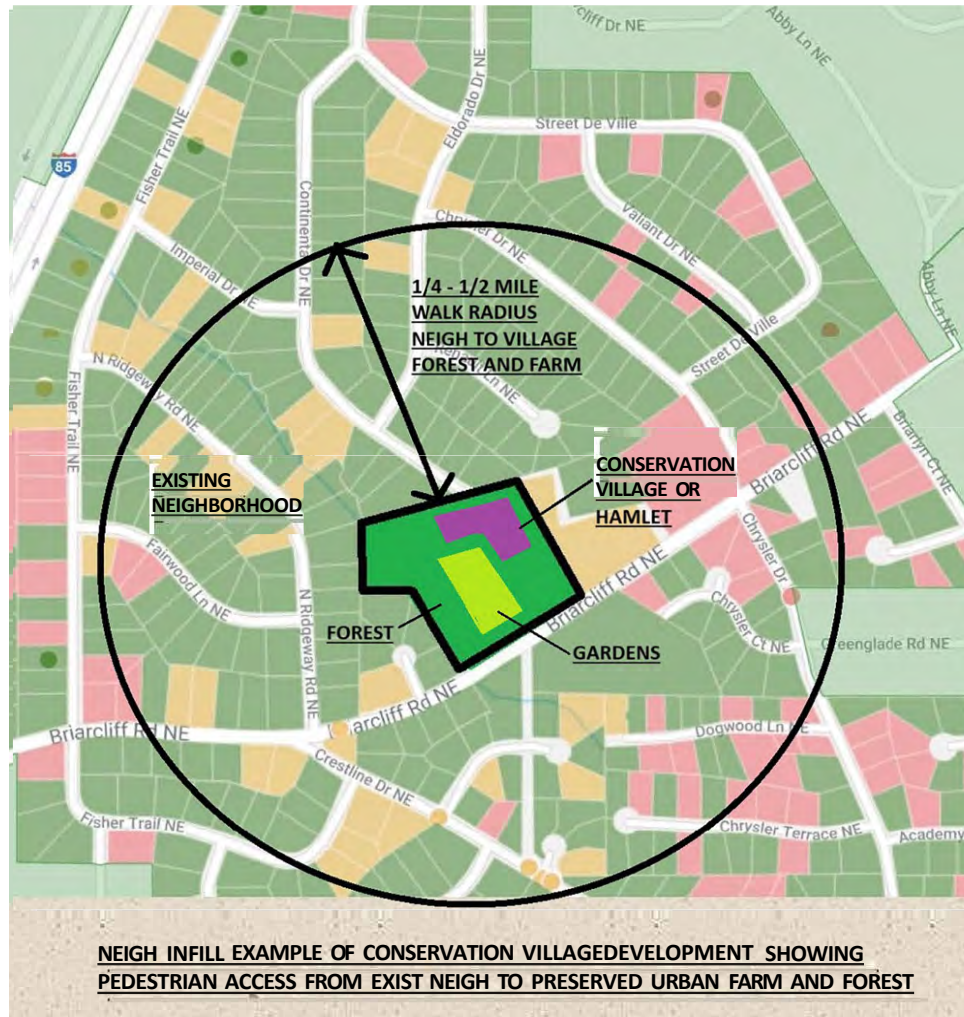 cliff Dr NE
Abby Ln NE
Street De Ville
Eldorado Dr NE
Fisher Trail NE
85
Continental Dr NE
Chrysler Dr NE
Valiant Dr NE
Imperial Dr NE
Abby Ln NE
1/4 - 1/2 MILE
WALK RADIUS
NEIGH TO VILLAGE
FOREST AND FARM
Street De Ville
N Ridgeway Rd NE
Fisher Trail NE
Briarcliff Rd NE
Briarlyn Ct NE
CONSERVATION
VILLAGE OR
HAMLET
EXISTING
NEIGHBORHOOD
Chrysler Dr
Fairwood Ln NE
N Ridgeway Rd NE
Briarcliff Rd NE
Chrysler Ct NE
FOREST
GARDENS
Greenglade Rd NE
Briarcliff Rd NE
arcliff Rd NE
Dogwood Ln NE
Crestline Dr NE
Fisher Trail NE
Chrysler Terrace NE
Academy
NEIGH INFILL EXAMPLE OF CONSERVATION VILLAGEDEVELOPMENT SHOWING
PEDESTRIAN ACCESS FROM EXIST NEIGH TO PRESERVED URBAN FARM AND FOREST